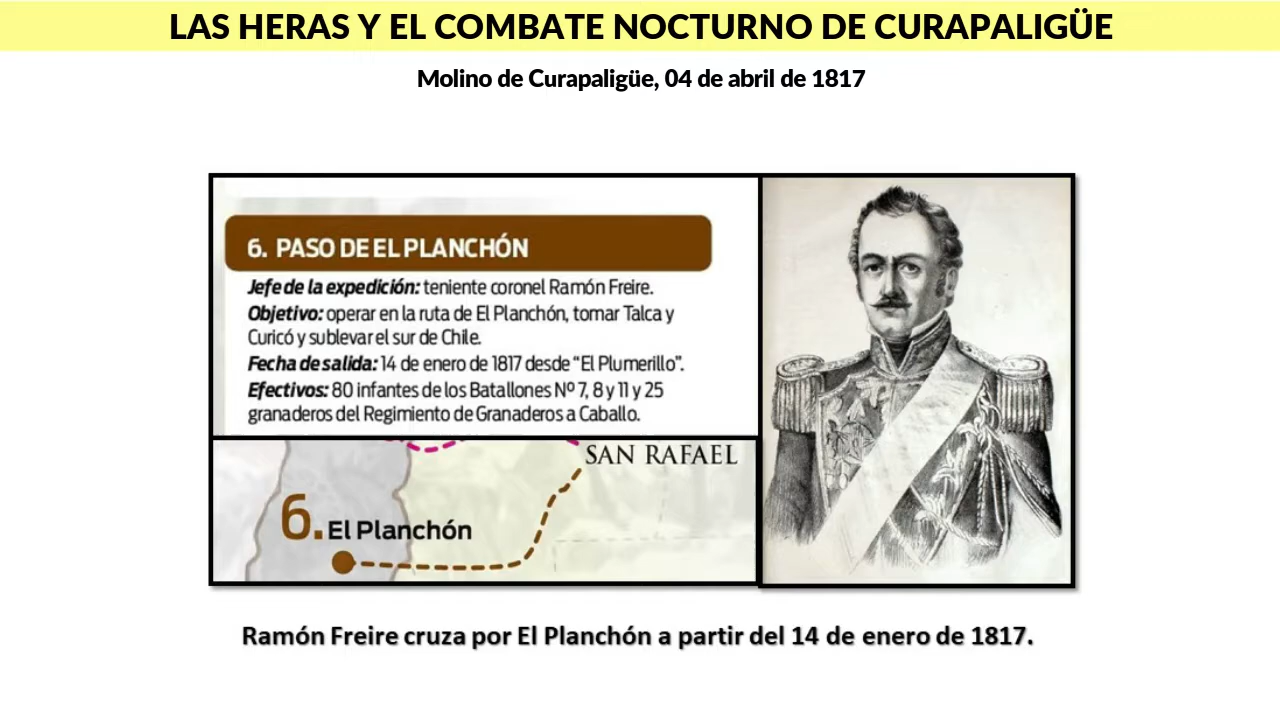 LAS HERAS Y EL COMBATE NOCTURNO DE CURAPALIGÜE
Molino de Curapaligüe, 04 de abril de 1817
6. PASO DE EL PLANCHÓN
Jefe de la expedición: teniente coronel Ramón Freire.
Objetivo: operar en la ruta de El Planchón, tomar Talca y
Curicó y sublevar el sur de Chile.
Fecha de salida: 14 de enero de 1817 desde “El Plumerillo”.
Efectivos: 80 infantes de los Batallones Nº 7, 8 y 11 y 25
granaderos del Regimiento de Granaderos a Caballo.
SAN RAFAEL
6. El Planchón
Ramón Freire cruza por El Planchón a partir del 14 de enero de 1817.